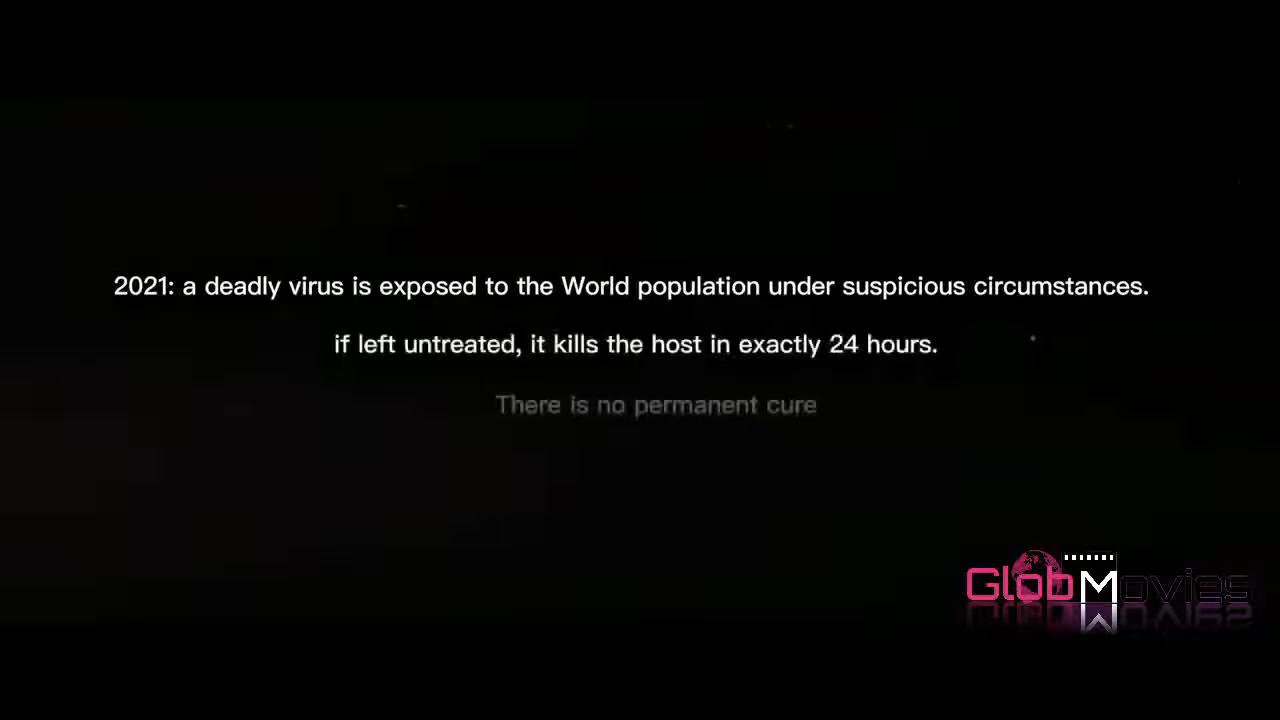 2021: a deadly virus is exposed to the World population under suspicious circumstances.
if left untreated, it kills the host in exactly 24 hours.
There is no permanent cure
GlobMovies